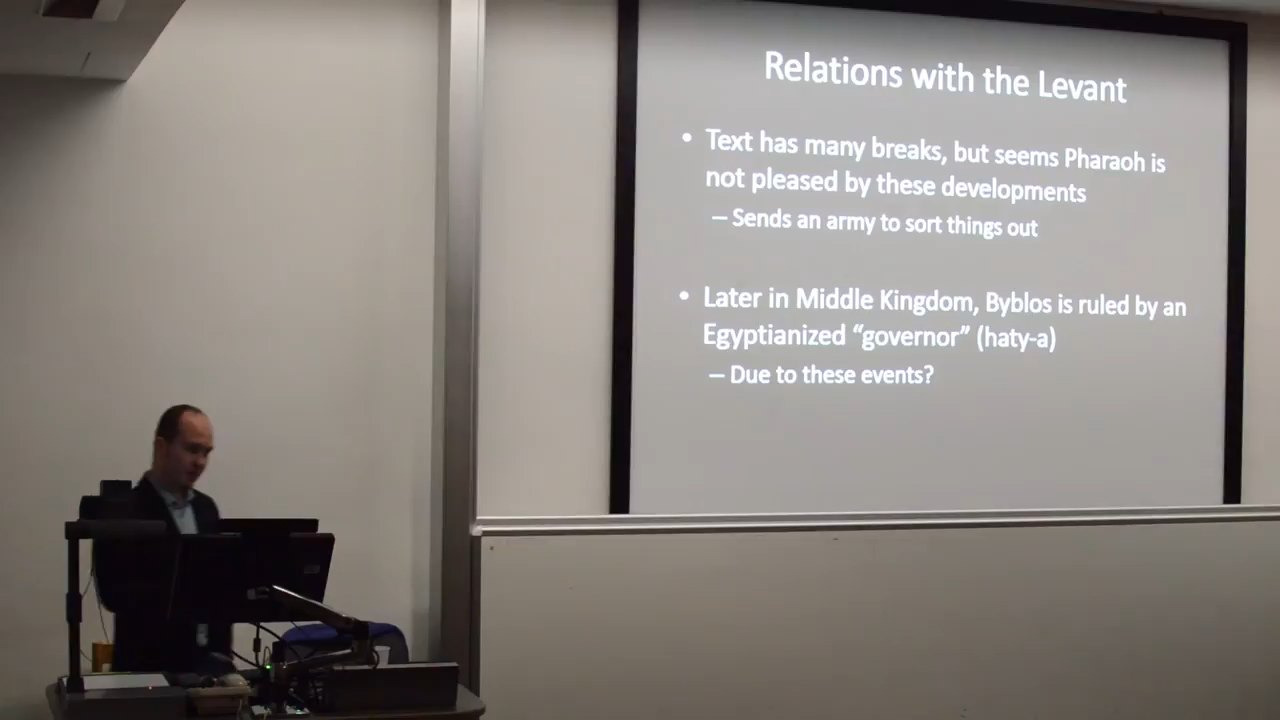 Relations with the Levant
• Text has many breaks, but seems Pharaoh is
not pleased by these developments
– Sends an army to sort things out
• Later in Middle Kingdom, Byblos is ruled by an
Egyptianized “governor” (haty-a)
– Due to these events?